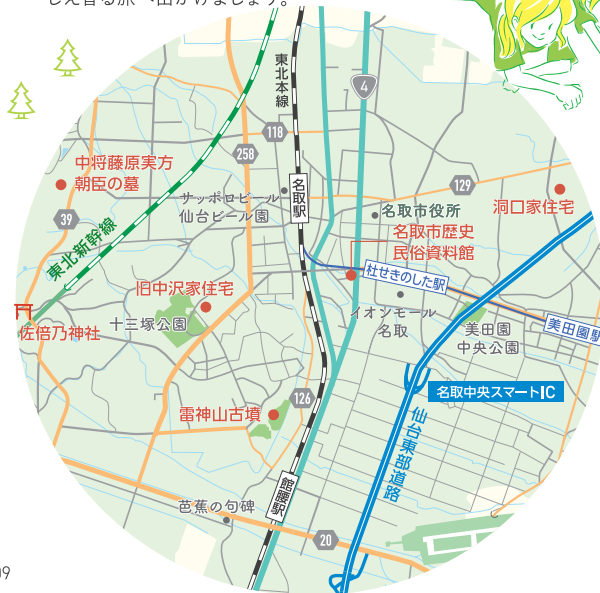 しえ香る旅へ出かけましょう。
東北本線
4
118
258
中将藤原実方
朝臣の墓
サッポロビール
仙台ビール園
名取駅
129
39
名取市役所
洞口家住宅
名取市歴史
民俗資料館
東北新幹線
杜せきのした駅
旧中沢家住宅
イオンモール
名取
佐倍乃神社
十三塚公園
美田園
中央公園
美田園駅
名取中央スマートIC
126
雷神山古墳
仙台東部道路
館腰駅
芭蕉の句碑
20
09